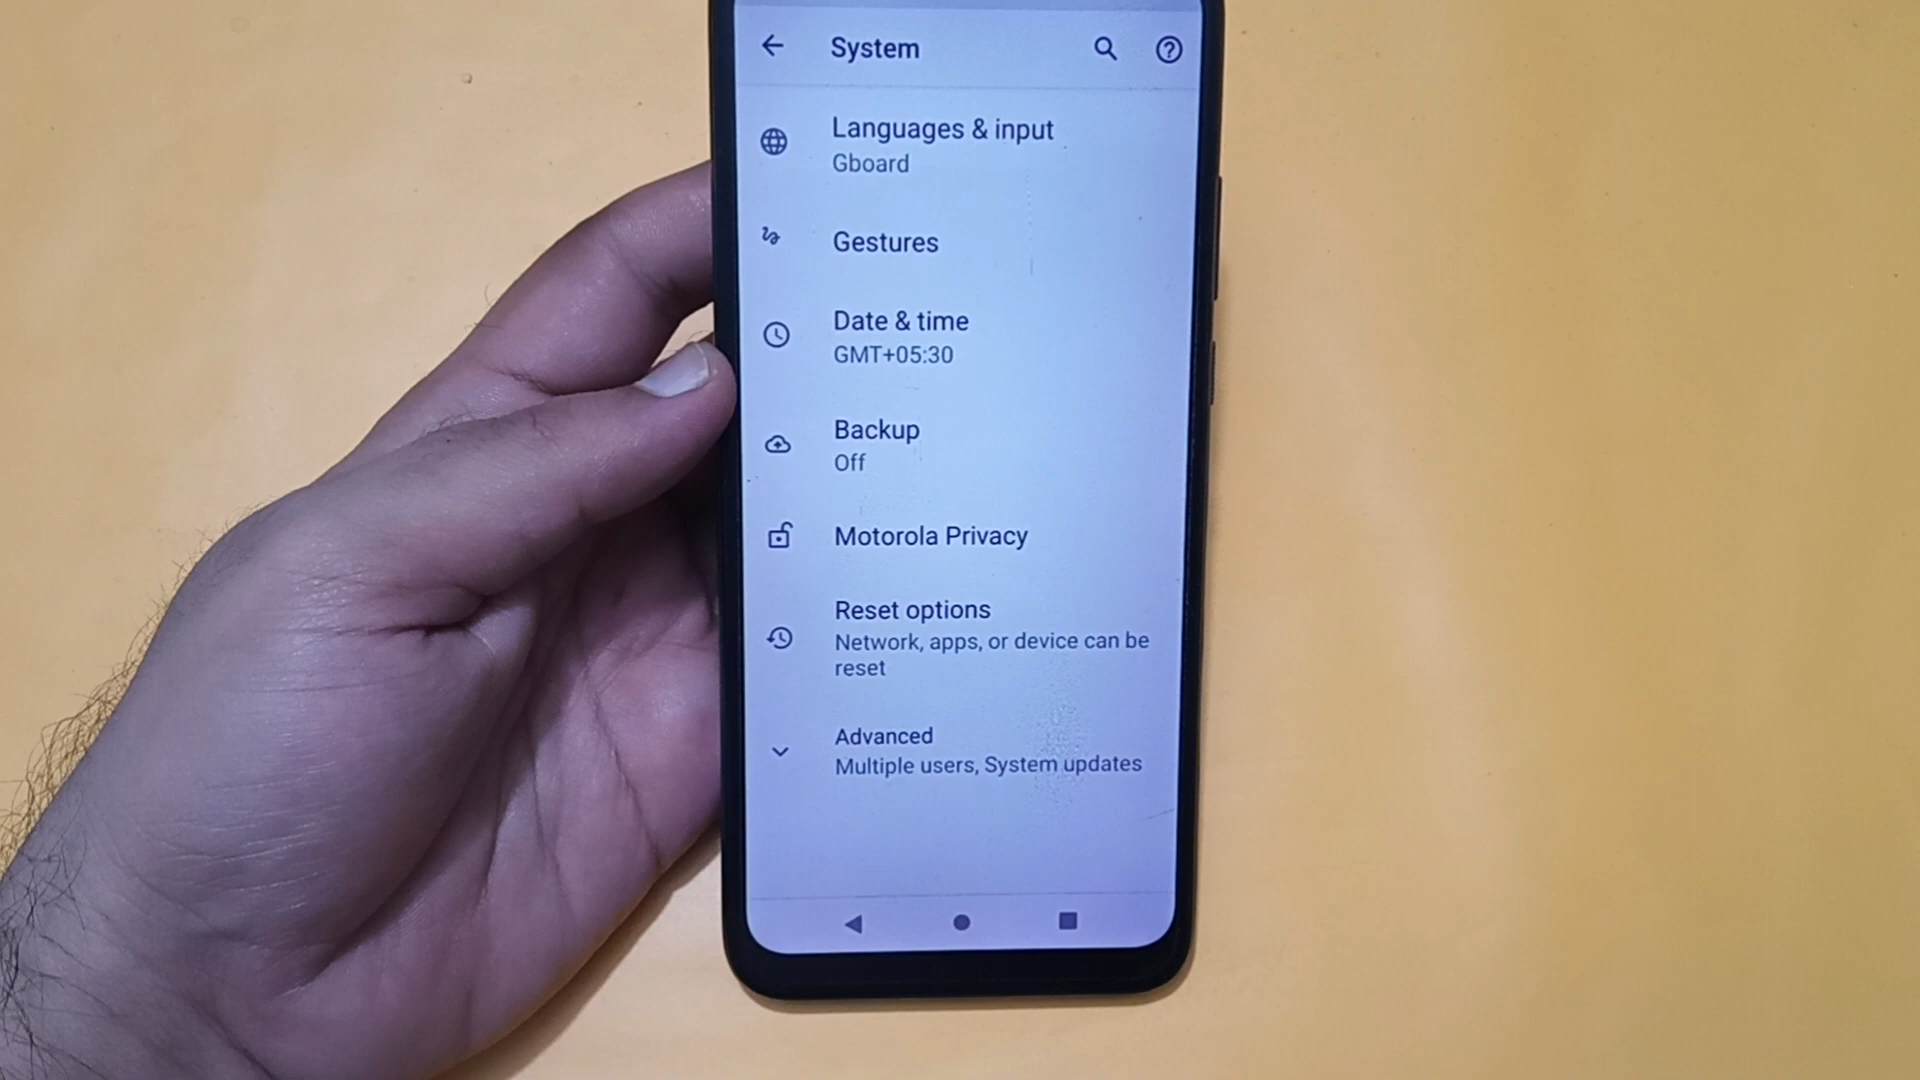 System
Languages & input
Gboard
Gestures
Date & time
GMT+05:30
Backup
Off
Motorola Privacy
Reset options
Network, apps, or device can be
reset
Advanced
Multiple users, System updates